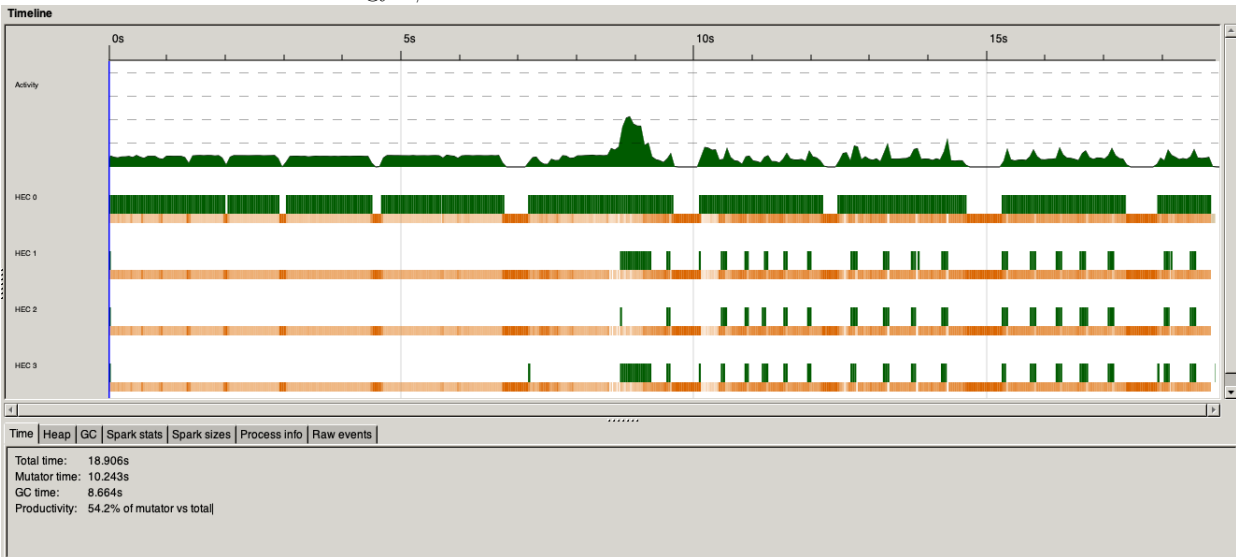 Timeline
0s 5s 10s 15s
Activity
HEC 0
HEC 1
HEC 2
HEC 3
Time Heap GC Spark stats Spark sizes Process info Raw events
Total time: 18.906s
Mutator time: 10.243s
GC time: 8.664s
Productivity: 54.2% of mutator vs total